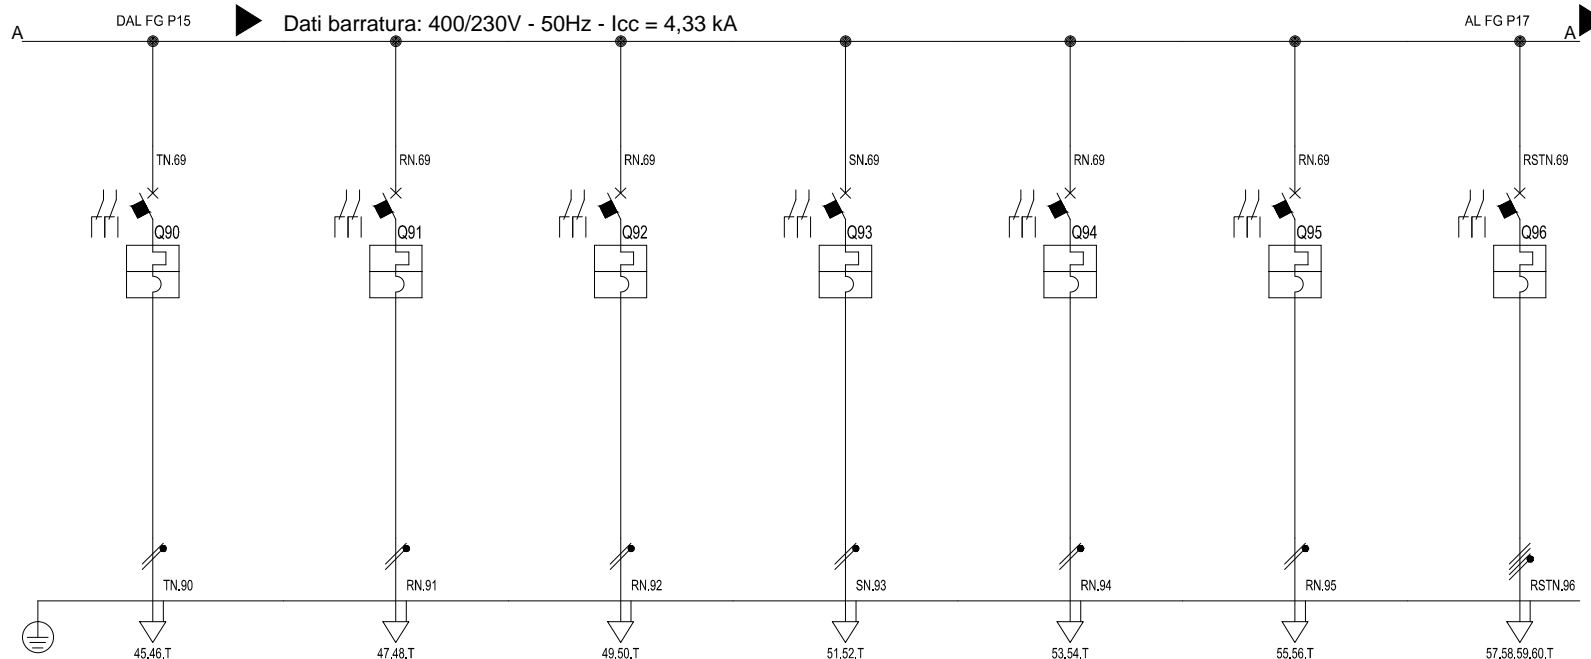 DAL FG P15
Dati barratura: 400/230V - 50Hz - Icc = 4,33 kA
AL FG P17
A
A
TN.69
RN.69
RN.69
SN.69
RN.69
RN.69
RSTN.69
Q90
Q91
Q92
Q93
Q94
Q95
Q96
TN.90
RN.91
RN.92
SN.93
RN.94
RN.95
RSTN.96
45,46,T
47,48,T
49,50,T
51,52,T
53,54,T
55,56,T
57,58,59,60,T